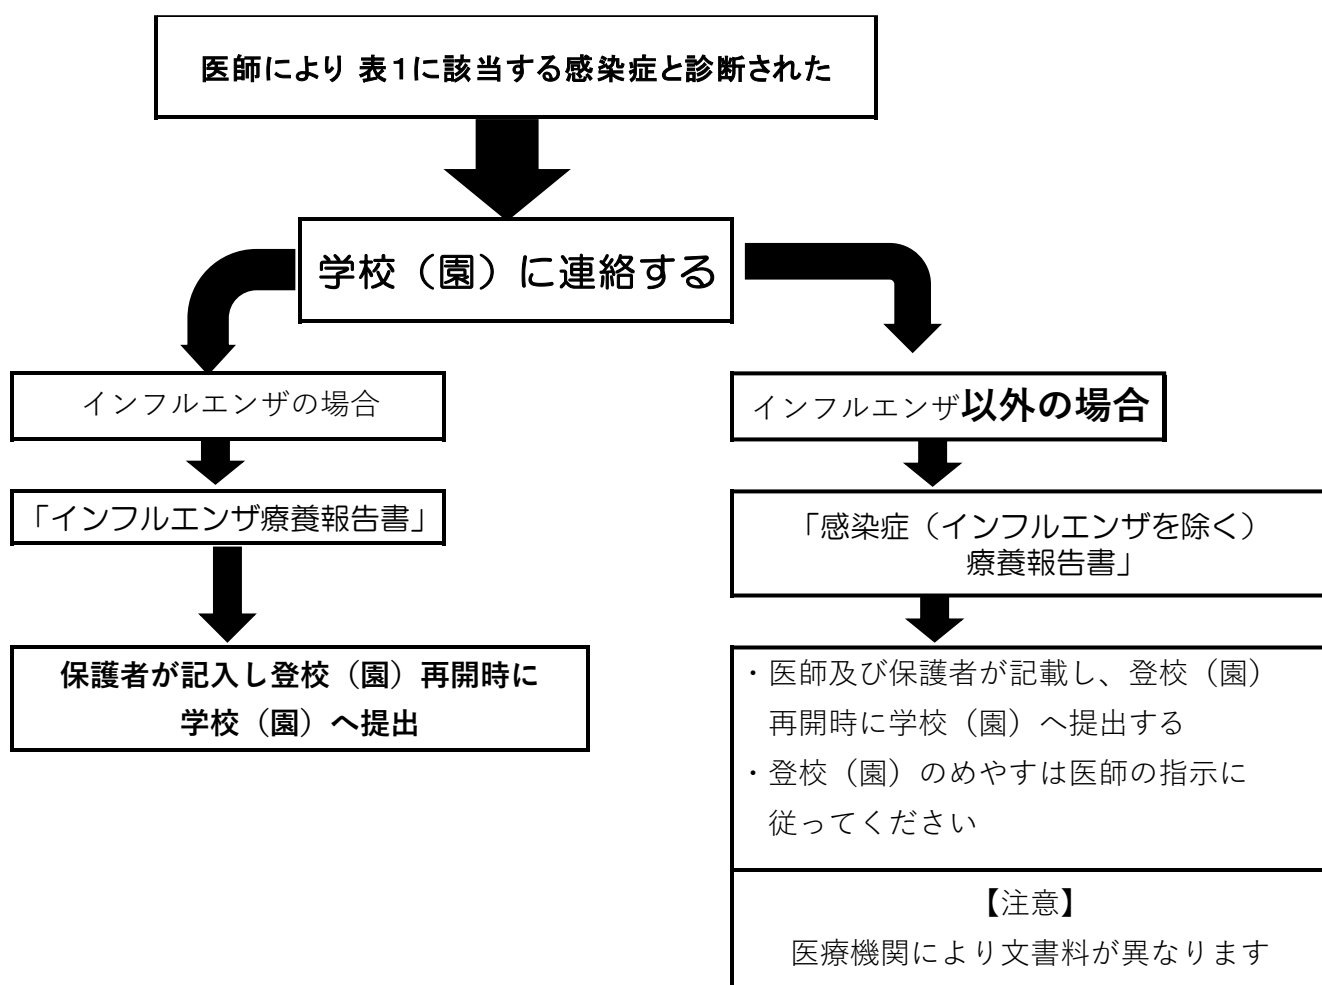 医師により 表1に該当する感染症と診断された
学校（園）に連絡する
インフルエンザの場合
「インフルエンザ療養報告書」
保護者が記入し登校（園）再開時に
学校（園）へ提出
インフルエンザ以外の場合
「感染症（インフルエンザを除く）
療養報告書」
・医師及び保護者が記載し、登校（園）
再開時に学校（園）へ提出する
・登校（園）のめやすは医師の指示に
従ってください
【注意】
医療機関により文書料が異なります